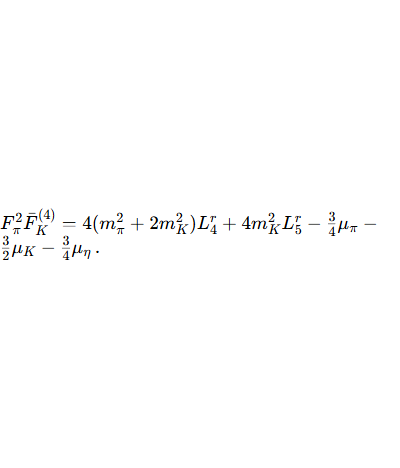 $F_\pi^2 \bar{F}_K^{(4)} = 4(m_\pi^2 + 2m_K^2)L_4^r + 4m_K^2 L_5^r - \frac{3}{4}\mu_\pi -$
$\frac{3}{2}\mu_K - \frac{3}{4}\mu_\eta \, .$